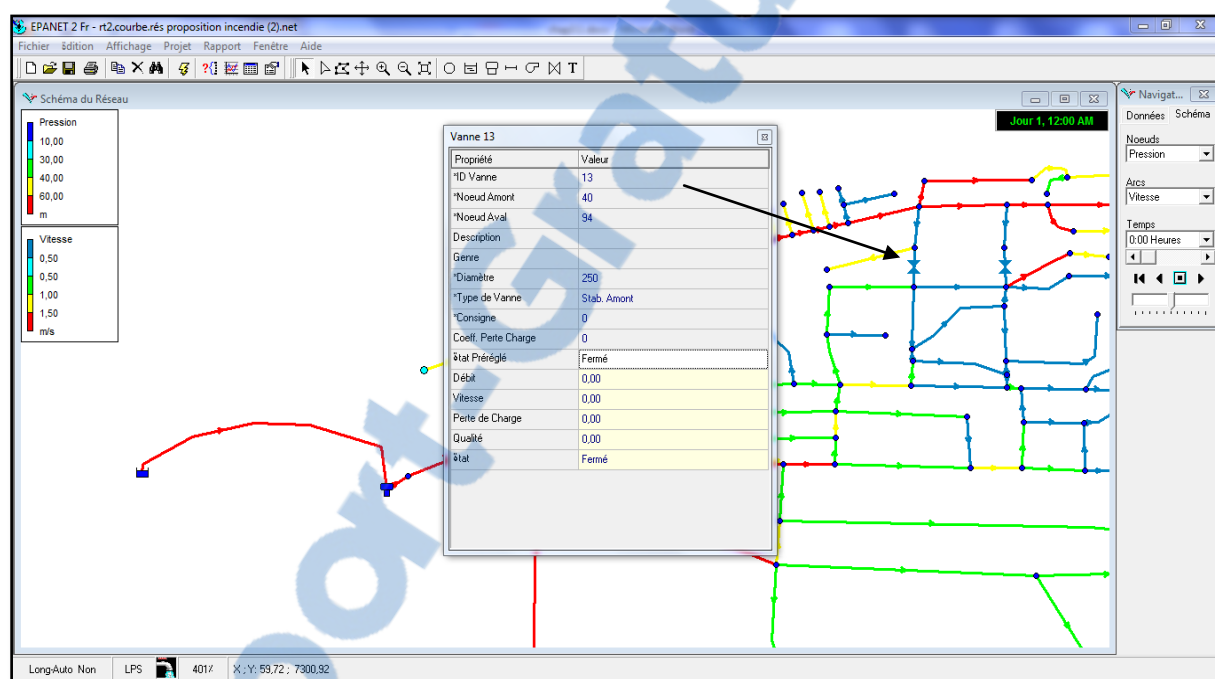 EPANET 2 Fr - rt2.courbe.rés proposition incendie (2).net
Fichier δdition Affichage Projet Rapport Fenêtre Aide
T
Schéma du Réseau
Jour 1, 12:00 AM
Pression
10,00
30,00
40,00
60,00
m
Vitesse
0,50
0,50
1,00
1,50
m/s
Vanne 13
Propriété Valeur
*ID Vanne 13
*Noeud Amont 40
*Noeud Aval 94
Description
Genre
*Diamètre 250
*Type de Vanne Stab. Amont
*Consigne 0
Coeff. Perte Charge 0
δtat Préréglé Fermé
Débit 0,00
Vitesse 0,00
Perte de Charge 0,00
Qualité 0,00
δtat Fermé
Navigat...
Données Schéma
Noeuds
Pression
Arcs
Vitesse
Temps
0:00 Heures
Long-Auto Non LPS 401% X ; Y: 59,72 ; 7300,92
ort-Gratu